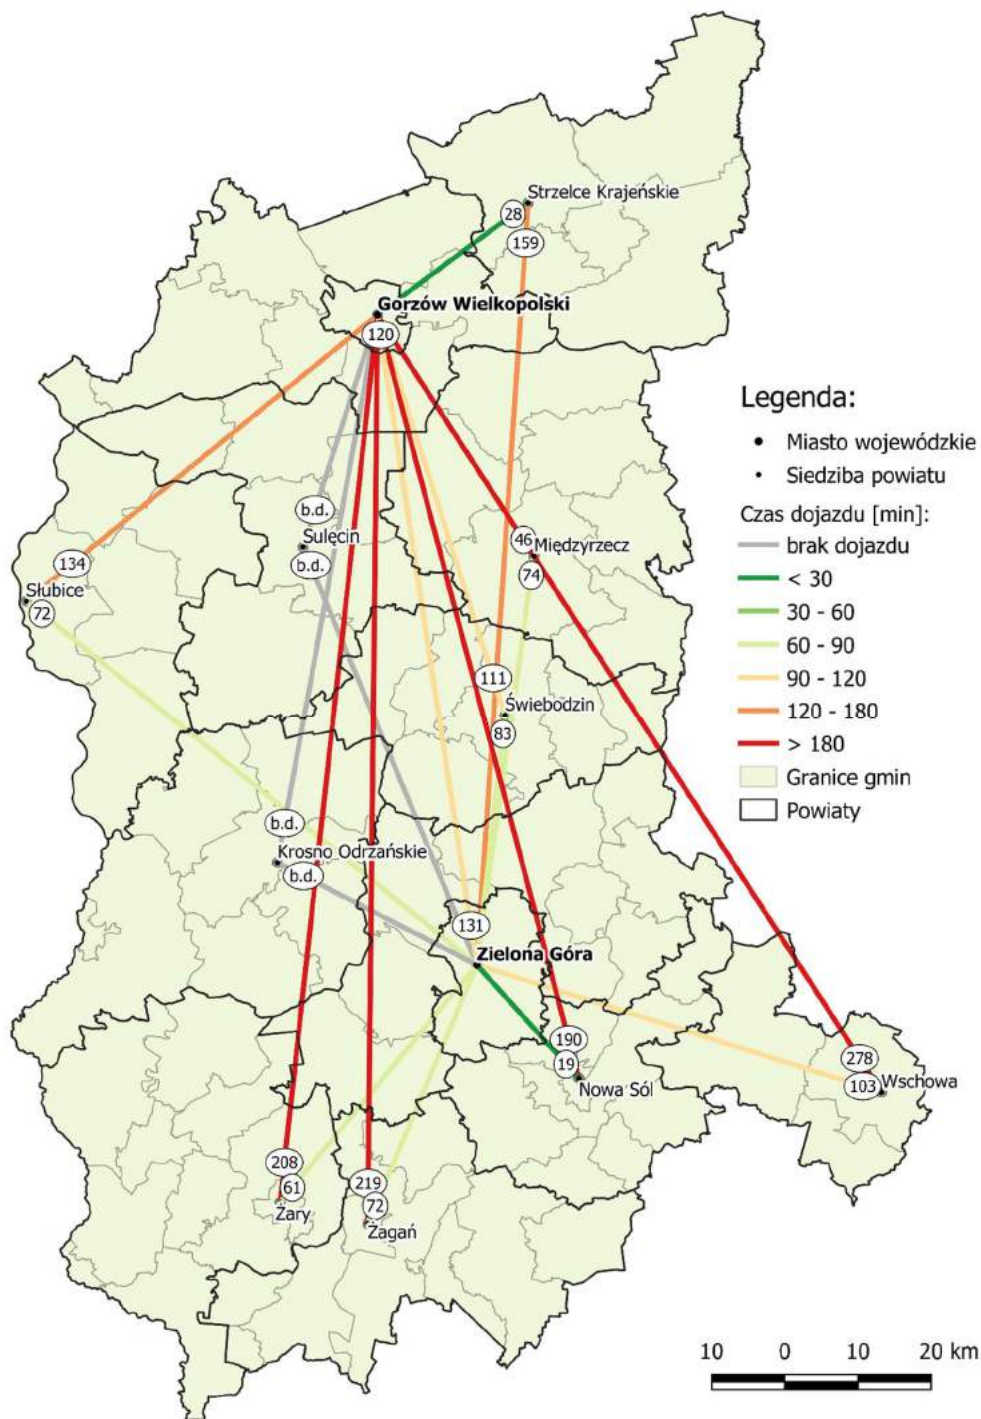 Strzelce Krajeńskie
28
159
Gorzów Wielkopolski
120
Legenda:
Miasto wojewódzkie
Siedziba powiatu
Czas dojazdu [min]:
brak dojazdu
< 30
30 - 60
60 - 90
90 - 120
120 - 180
> 180
Granice gmin
Powiaty
b.d.
Sulęcin
b.d.
46
Międzyrzecz
74
134
Słubice
72
111
Świebodzin
83
b.d.
Krosno Odrzańskie
b.d.
131
Zielona Góra
190
19
Nowa Sól
278
103
Wschowa
208
61
Żary
219
72
Żagań
10 0 10 20 km